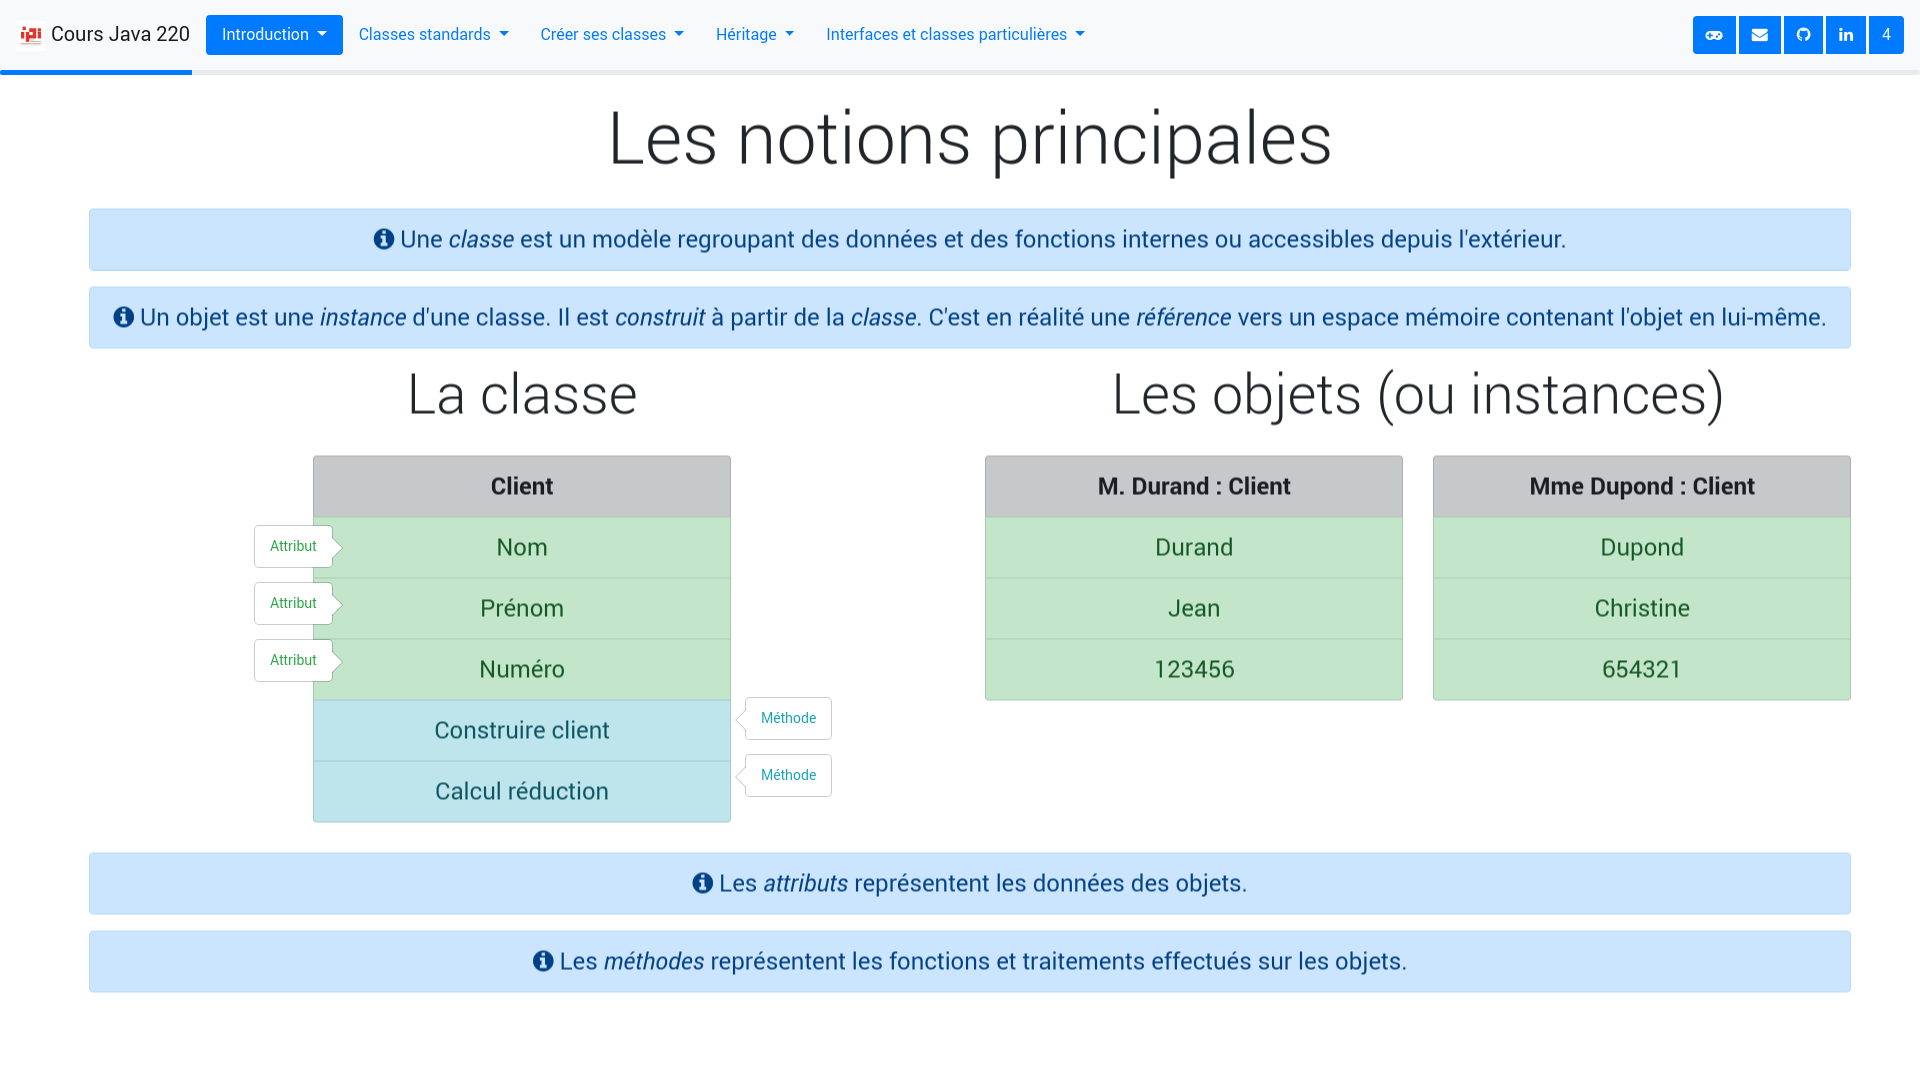 ipi Cours Java 220 Introduction Classes standards Créer ses classes Héritage Interfaces et classes particulières 4
Les notions principales
Une classe est un modèle regroupant des données et des fonctions internes ou accessibles depuis l'extérieur.
Un objet est une instance d'une classe. Il est construit à partir de la classe. C'est en réalité une référence vers un espace mémoire contenant l'objet en lui-même.
La classe
Client
Attribut Nom
Attribut Prénom
Attribut Numéro
Construire client Méthode
Calcul réduction Méthode
Les objets (ou instances)
M. Durand : Client
Durand
Jean
123456
Mme Dupond : Client
Dupond
Christine
654321
Les attributs représentent les données des objets.
Les méthodes représentent les fonctions et traitements effectués sur les objets.